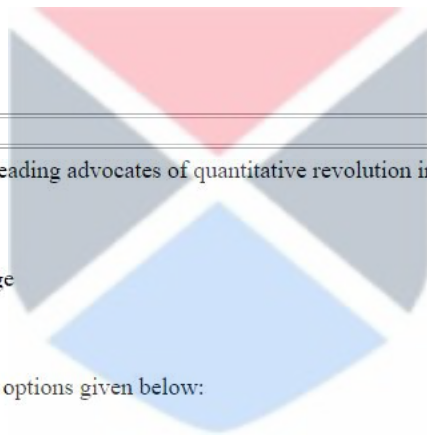 eading advocates of quantitative revolution i
ge
options given below: